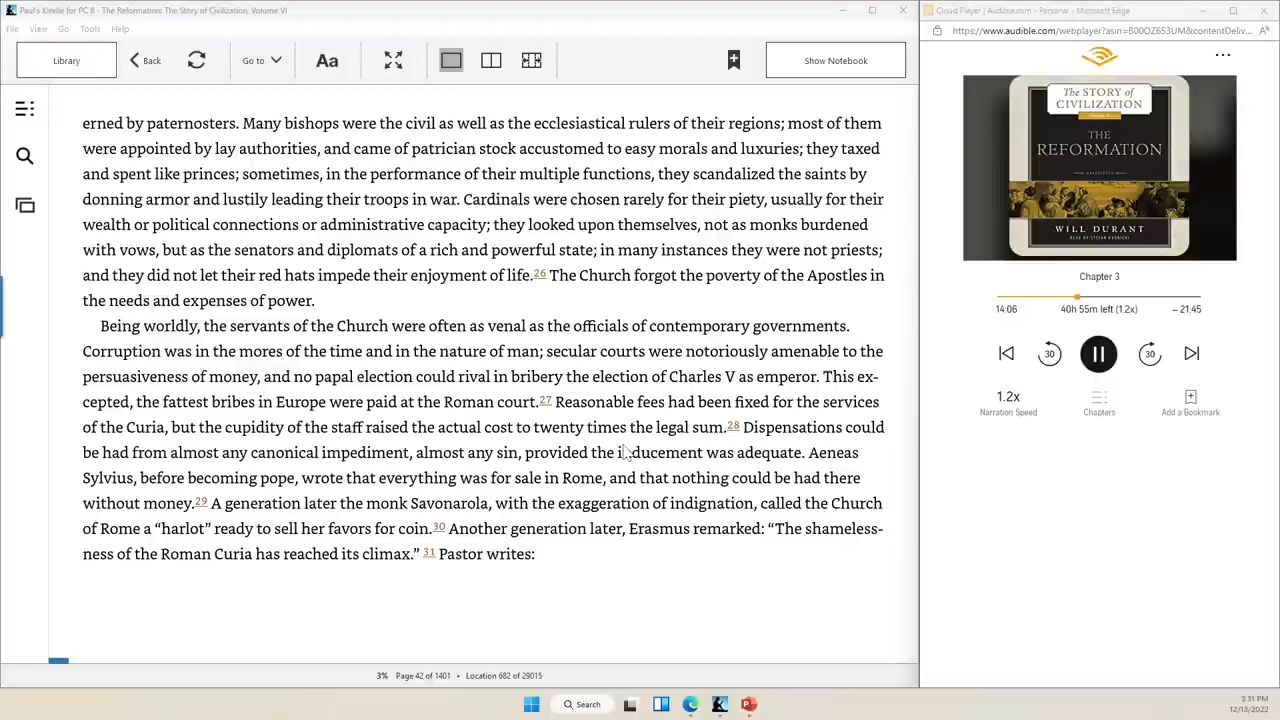 Paul's Kindle for PC 8 - The Reformation: The Story of Civilization, Volume VI
File View Go Tools Help
Library
Back
Go to
Aa
Show Notebook
erned by paternosters. Many bishops were the civil as well as the ecclesiastical rulers of their regions; most of them
were appointed by lay authorities, and came of patrician stock accustomed to easy morals and luxuries; they taxed
and spent like princes; sometimes, in the performance of their multiple functions, they scandalized the saints by
donning armor and lustily leading their troops in war. Cardinals were chosen rarely for their piety, usually for their
wealth or political connections or administrative capacity; they looked upon themselves, not as monks burdened
with vows, but as the senators and diplomats of a rich and powerful state; in many instances they were not priests;
and they did not let their red hats impede their enjoyment of life.26 The Church forgot the poverty of the Apostles in
the needs and expenses of power.
Being worldly, the servants of the Church were often as venal as the officials of contemporary governments.
Corruption was in the mores of the time and in the nature of man; secular courts were notoriously amenable to the
persuasiveness of money, and no papal election could rival in bribery the election of Charles V as emperor. This ex-
cepted, the fattest bribes in Europe were paid at the Roman court.27 Reasonable fees had been fixed for the services
of the Curia, but the cupidity of the staff raised the actual cost to twenty times the legal sum.28 Dispensations could
be had from almost any canonical impediment, almost any sin, provided the inducement was adequate. Aeneas
Sylvius, before becoming pope, wrote that everything was for sale in Rome, and that nothing could be had there
without money.29 A generation later the monk Savonarola, with the exaggeration of indignation, called the Church
of Rome a “harlot” ready to sell her favors for coin.30 Another generation later, Erasmus remarked: “The shameless-
ness of the Roman Curia has reached its climax.” 31 Pastor writes:
3% Page 42 of 1401 • Location 682 of 29015
Cloud Player | Audible.com - Personal - Microsoft Edge
https://www.audible.com/webplayer?asin=B00OZ653UM&contentDeliv...
The STORY of
CIVILIZATION
THE
REFORMATION
WILL DURANT
Chapter 3
14:06 40h 55m left (1.2x) – 21:45
30 30
1.2x
Narration Speed Chapters Add a Bookmark
Search
3:31 PM
12/13/2022